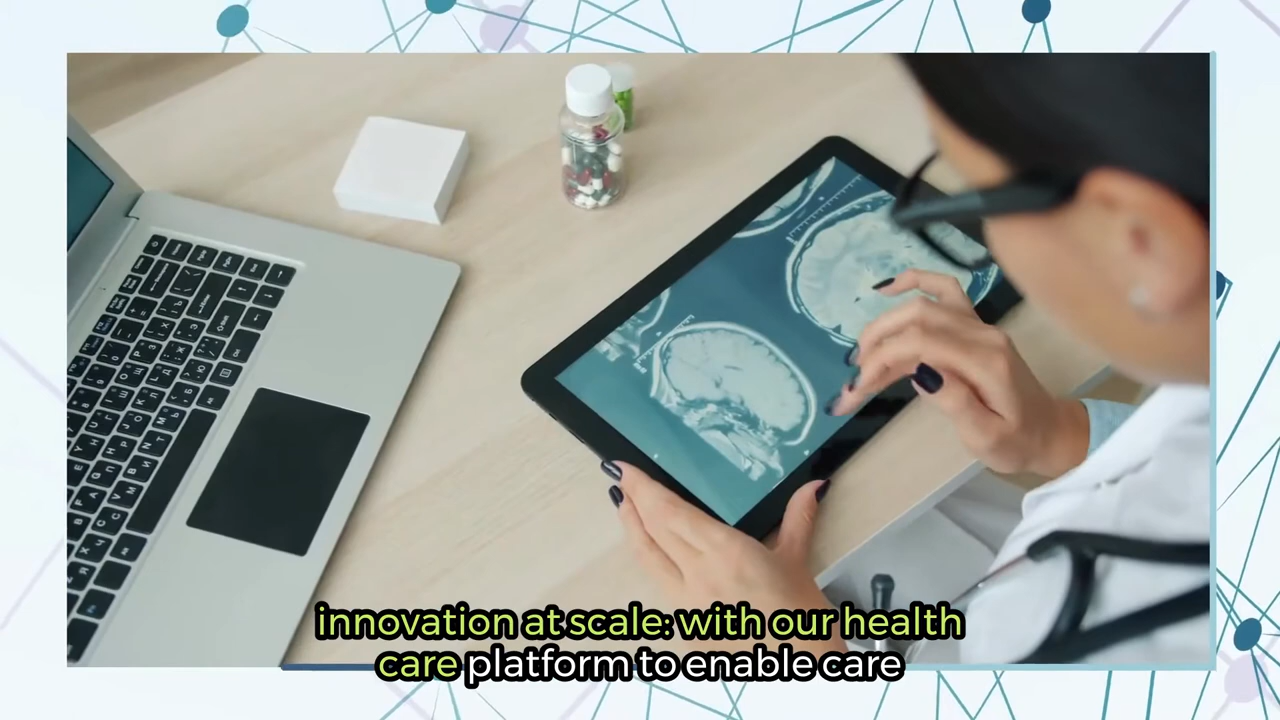 innovation at scale: with our health
care platform to enable care